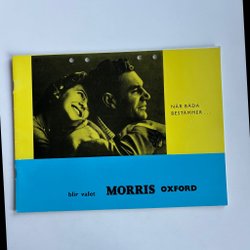 NÄR BÅDA
BESTÄMMER...
blir valet MORRIS OXFORD